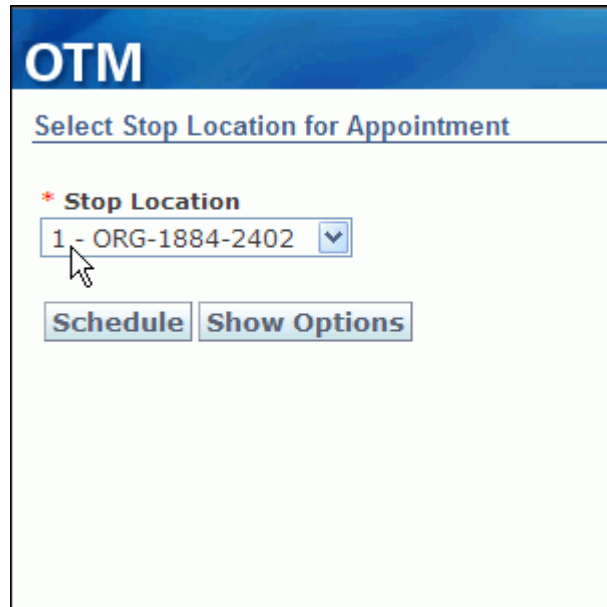 OTM
Select Stop Location for Appointment
* Stop Location
1 - ORG-1884-2402
Schedule Show Options